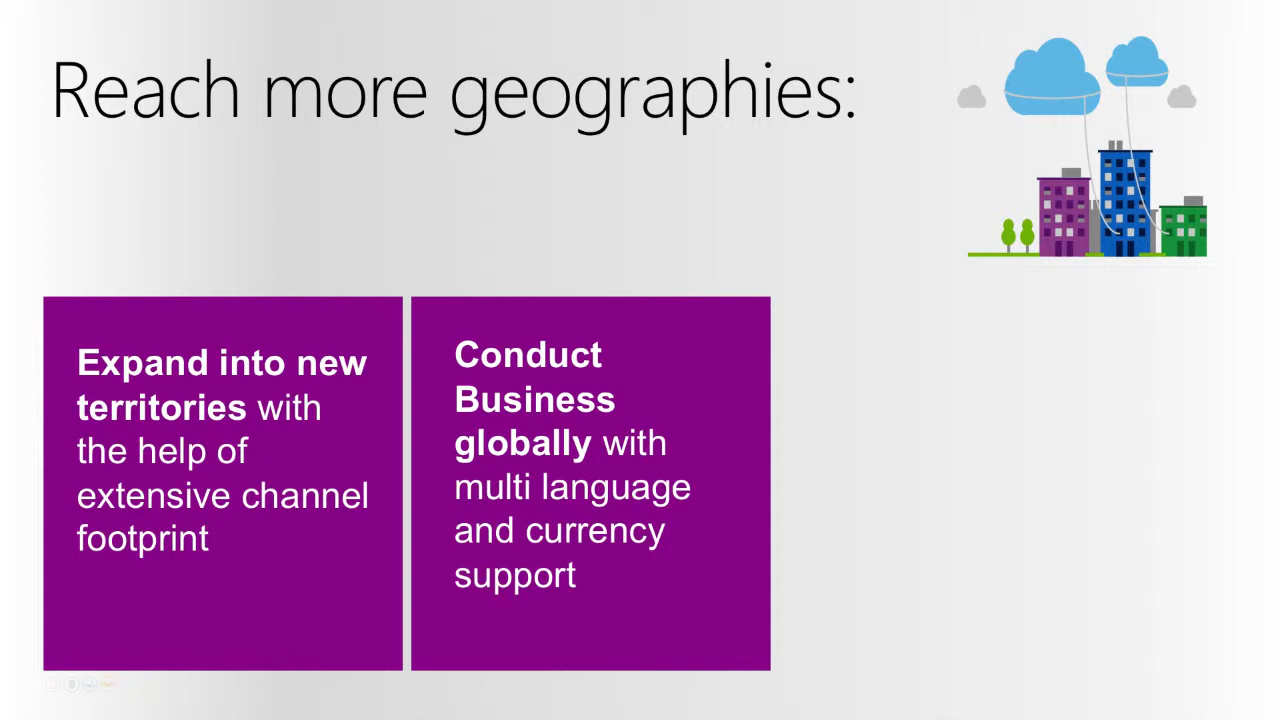 Reach more geographies:
Expand into new
territories with
the help of
extensive channel
footprint
Conduct
Business
globally with
multi language
and currency
support